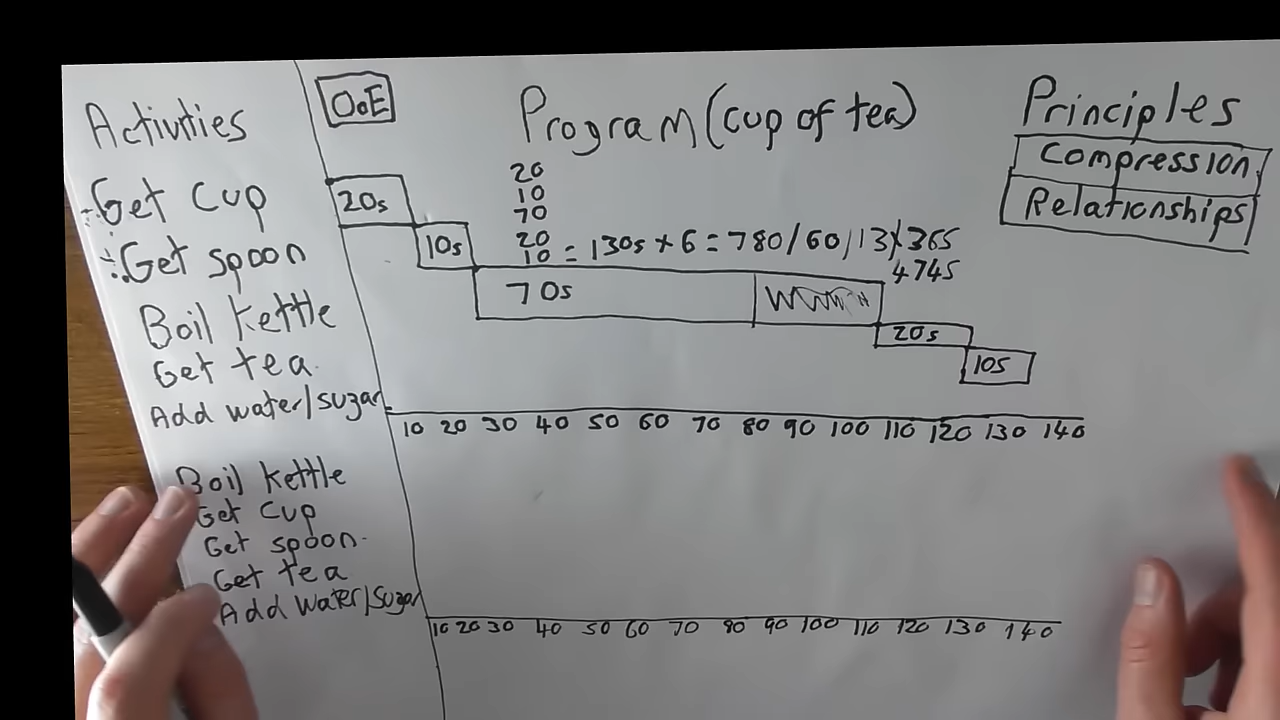 Activities
OoE
Program (cup of tea)
Principles
Compression
Relationships
Get cup
20s
Get spoon
10s
20
10
70
20
10 = 130s x 6 = 780/60, 13 x 365
4745
Boil kettle
70s
Get tea
20s
Add water/sugar
10s
10 20 30 40 50 60 70 80 90 100 110 120 130 140
Boil kettle
Get cup
Get spoon
Get tea
Add water/sugar
10 20 30 40 50 60 70 80 90 100 110 120 130 140